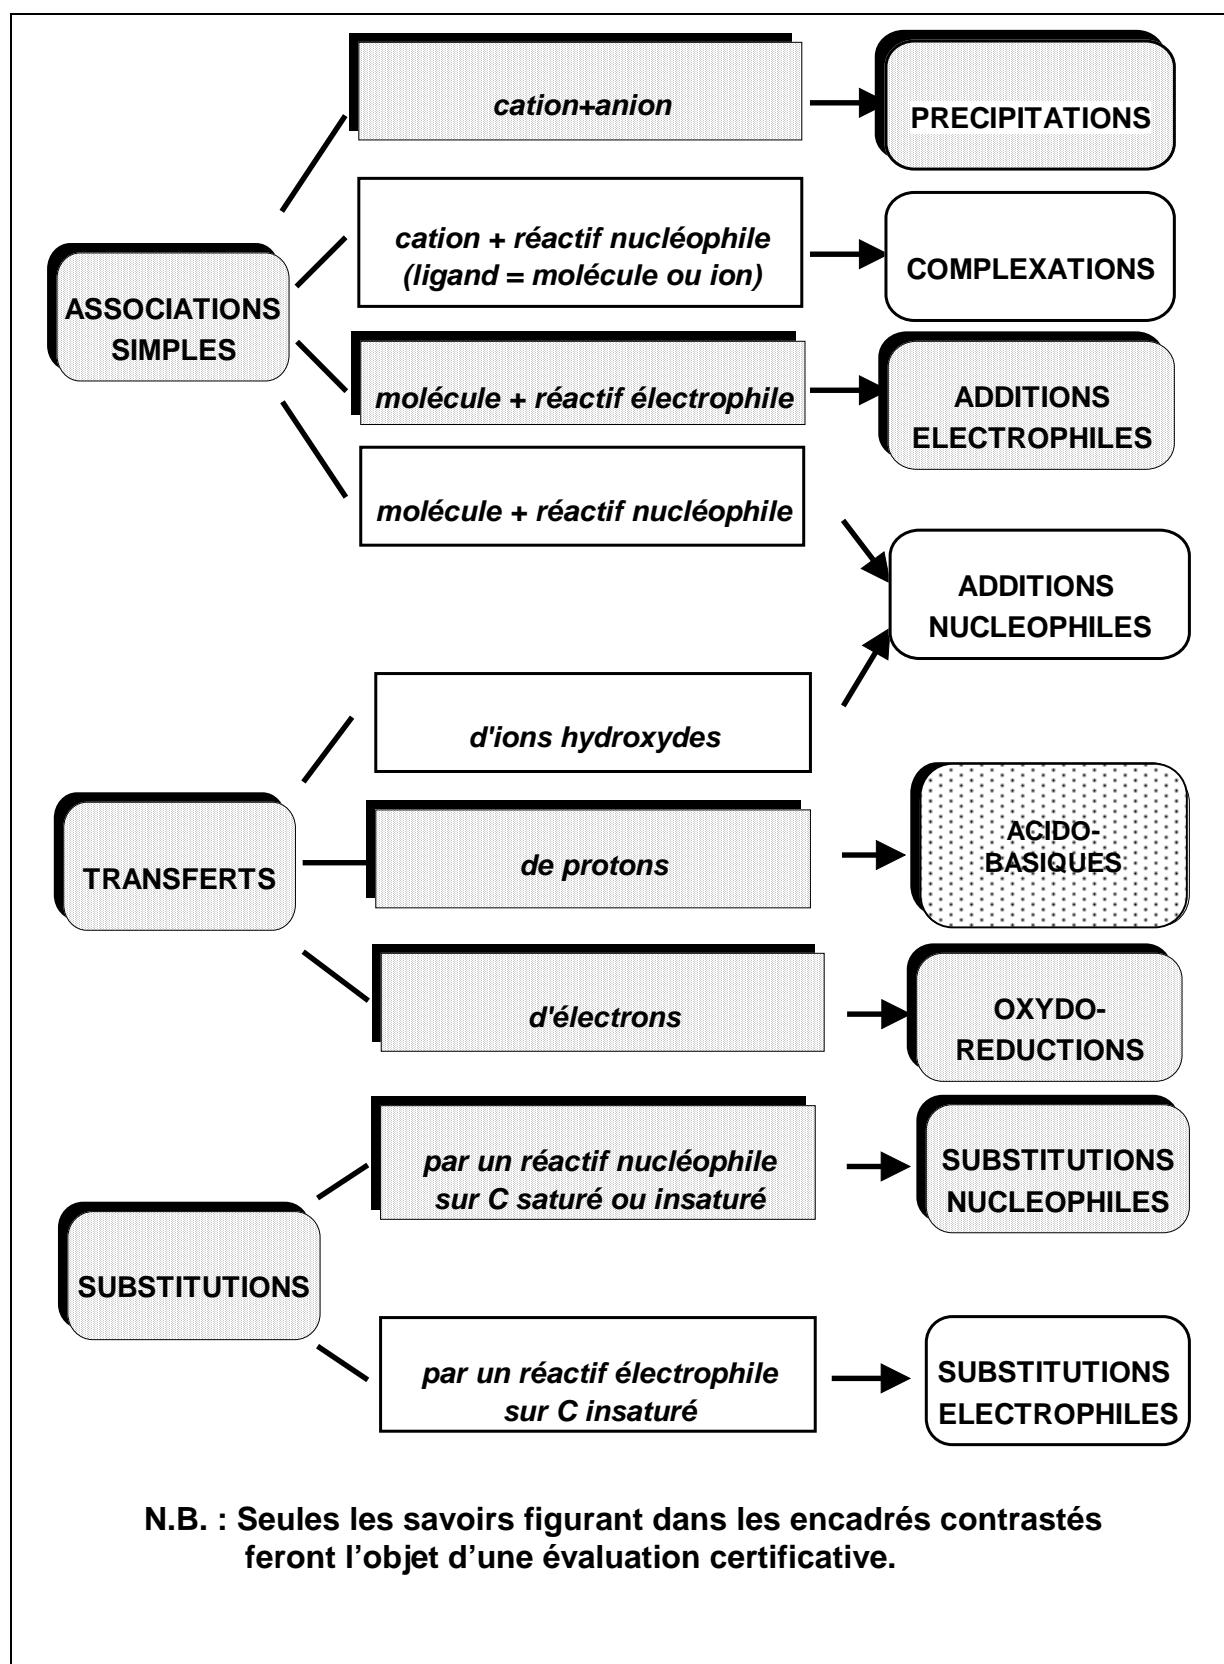 cation+anion
PRECIPITATIONS
cation + réactif nucléophile
(ligand = molécule ou ion)
COMPLEXATIONS
ASSOCIATIONS
SIMPLES
molécule + réactif électrophile
ADDITIONS
ELECTROPHILES
molécule + réactif nucléophile
ADDITIONS
NUCLEOPHILES
d'ions hydroxydes
TRANSFERTS
de protons
ACIDO-
BASIQUES
d'électrons
OXYDO-
REDUCTIONS
par un réactif nucléophile
sur C saturé ou insaturé
SUBSTITUTIONS
NUCLEOPHILES
SUBSTITUTIONS
par un réactif électrophile
sur C insaturé
SUBSTITUTIONS
ELECTROPHILES
N.B. : Seules les savoirs figurant dans les encadrés contrastés
feront l'objet d'une évaluation certificative.